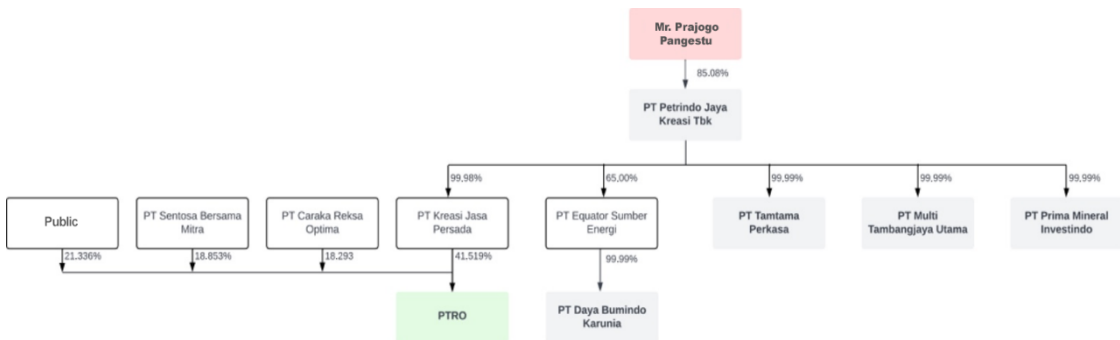 Mr. Prajogo
Pangestu
85.08%
PT Petrindo Jaya
Kreasi Tbk
99,98%
65,00%
99,99%
99,99%
99,99%
Public
PT Sentosa Bersama
Mitra
PT Caraka Reksa
Optima
PT Kreasi Jasa
Persada
PT Equator Sumber
Energi
PT Tamtama
Perkasa
PT Multi
Tambangjaya Utama
PT Prima Mineral
Investindo
21.336%
18.853%
18.293
41.519%
99.99%
PTRO
PT Daya Bumindo
Karunia